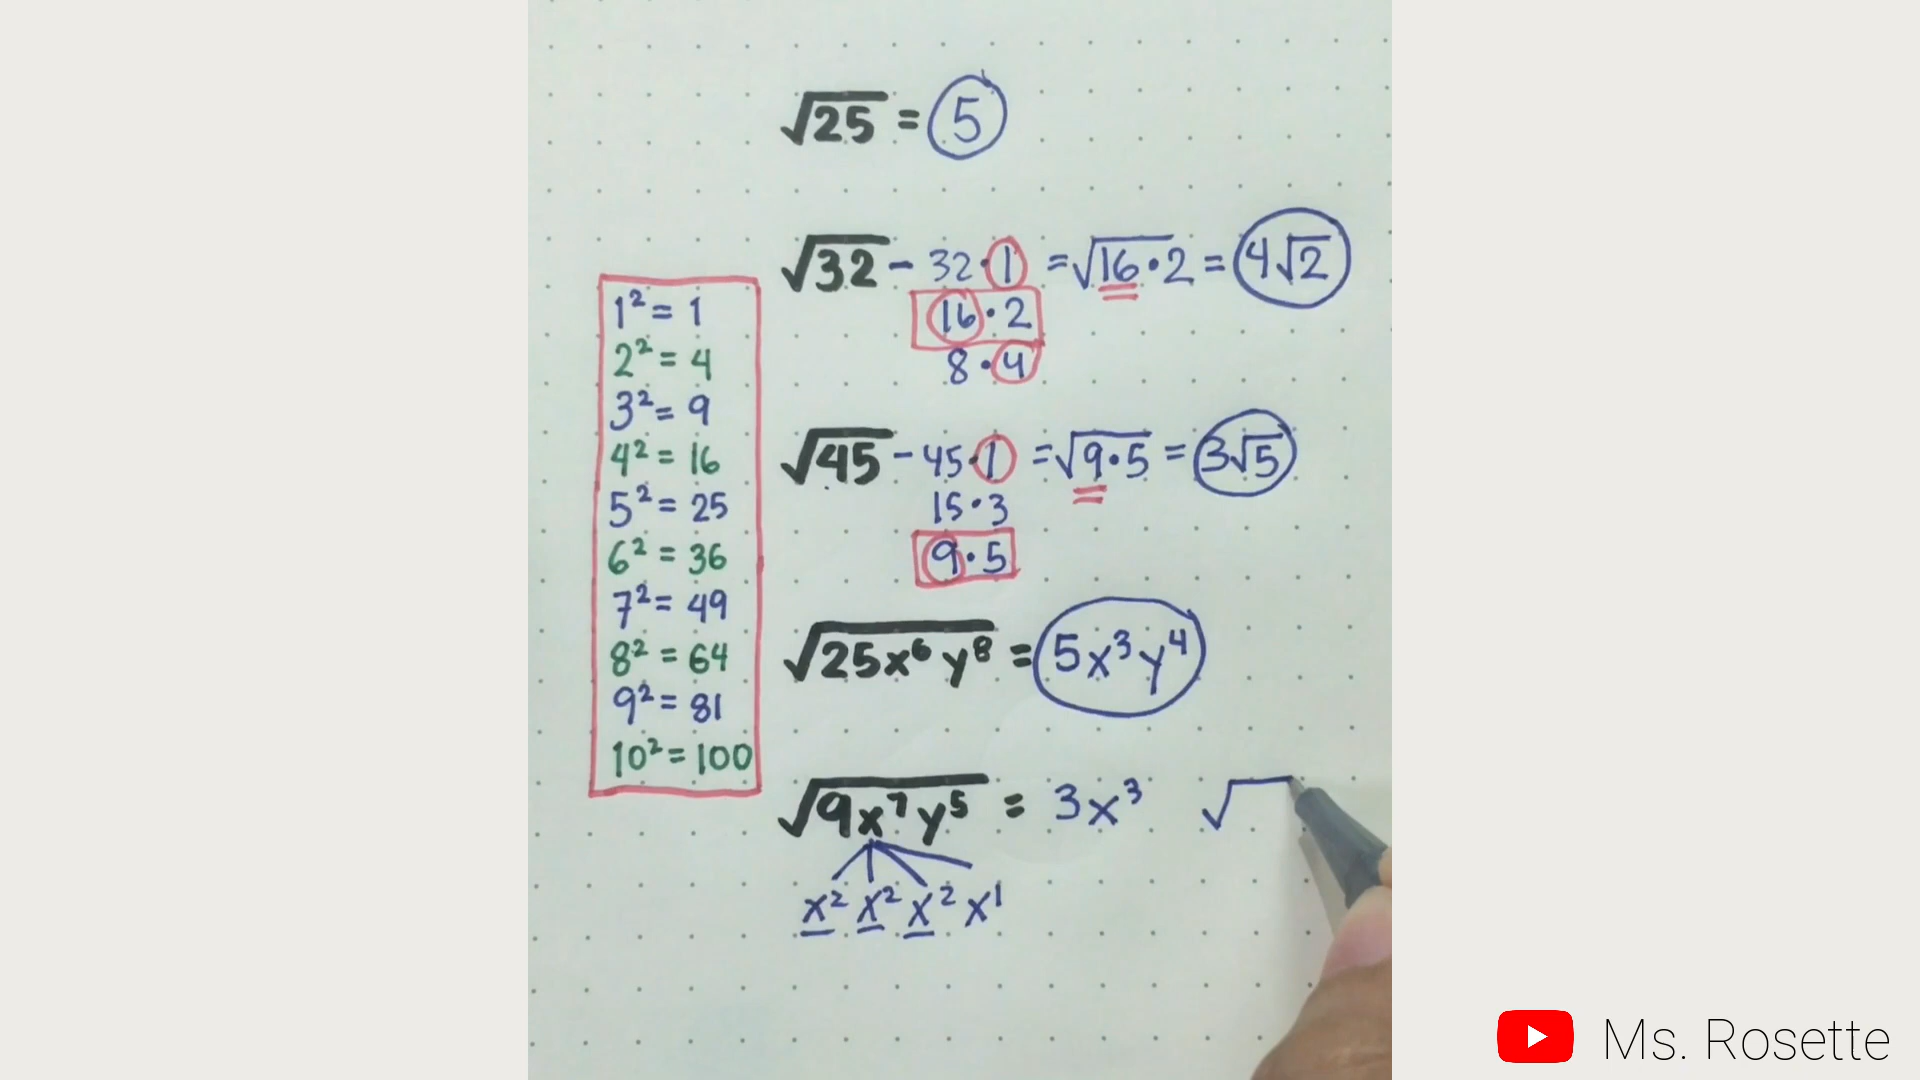 √25 = 5
√32 - 32·1 = √16·2 = 4√2
16·2
8·4
√45 - 45·1 = √9·5 = 3√5
15·3
9·5
√25x⁶y⁸ = 5x³y⁴
√9x⁷y⁵ = 3x³ √
x² x² x² x¹
1² = 1
2² = 4
3² = 9
4² = 16
5² = 25
6² = 36
7² = 49
8² = 64
9² = 81
10² = 100
Ms. Rosette